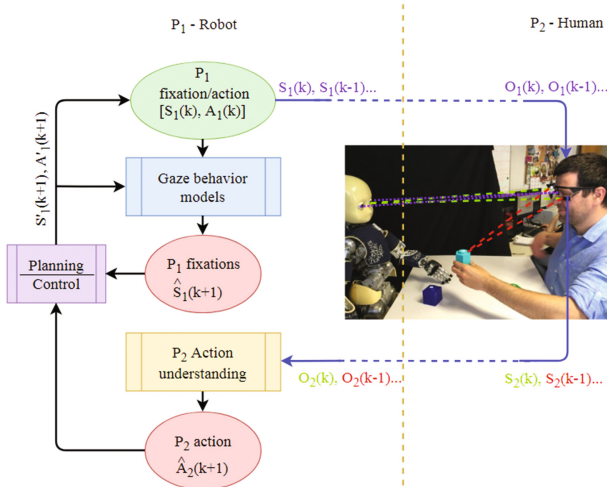 P₁ - Robot
P₂ - Human
P₁
fixation/action
[S₁(k), A₁(k)]
S₁(k), S₁(k-1)...
O₁(k), O₁(k-1)...
S'₁(k+1), A'₁(k+1)
Gaze behavior
models
Planning
Control
P₁ fixations
Ŝ₁(k+1)
P₂ Action
understanding
O₂(k), O₂(k-1)...
S₂(k), S₂(k-1)...
P₂ action
Â₂(k+1)